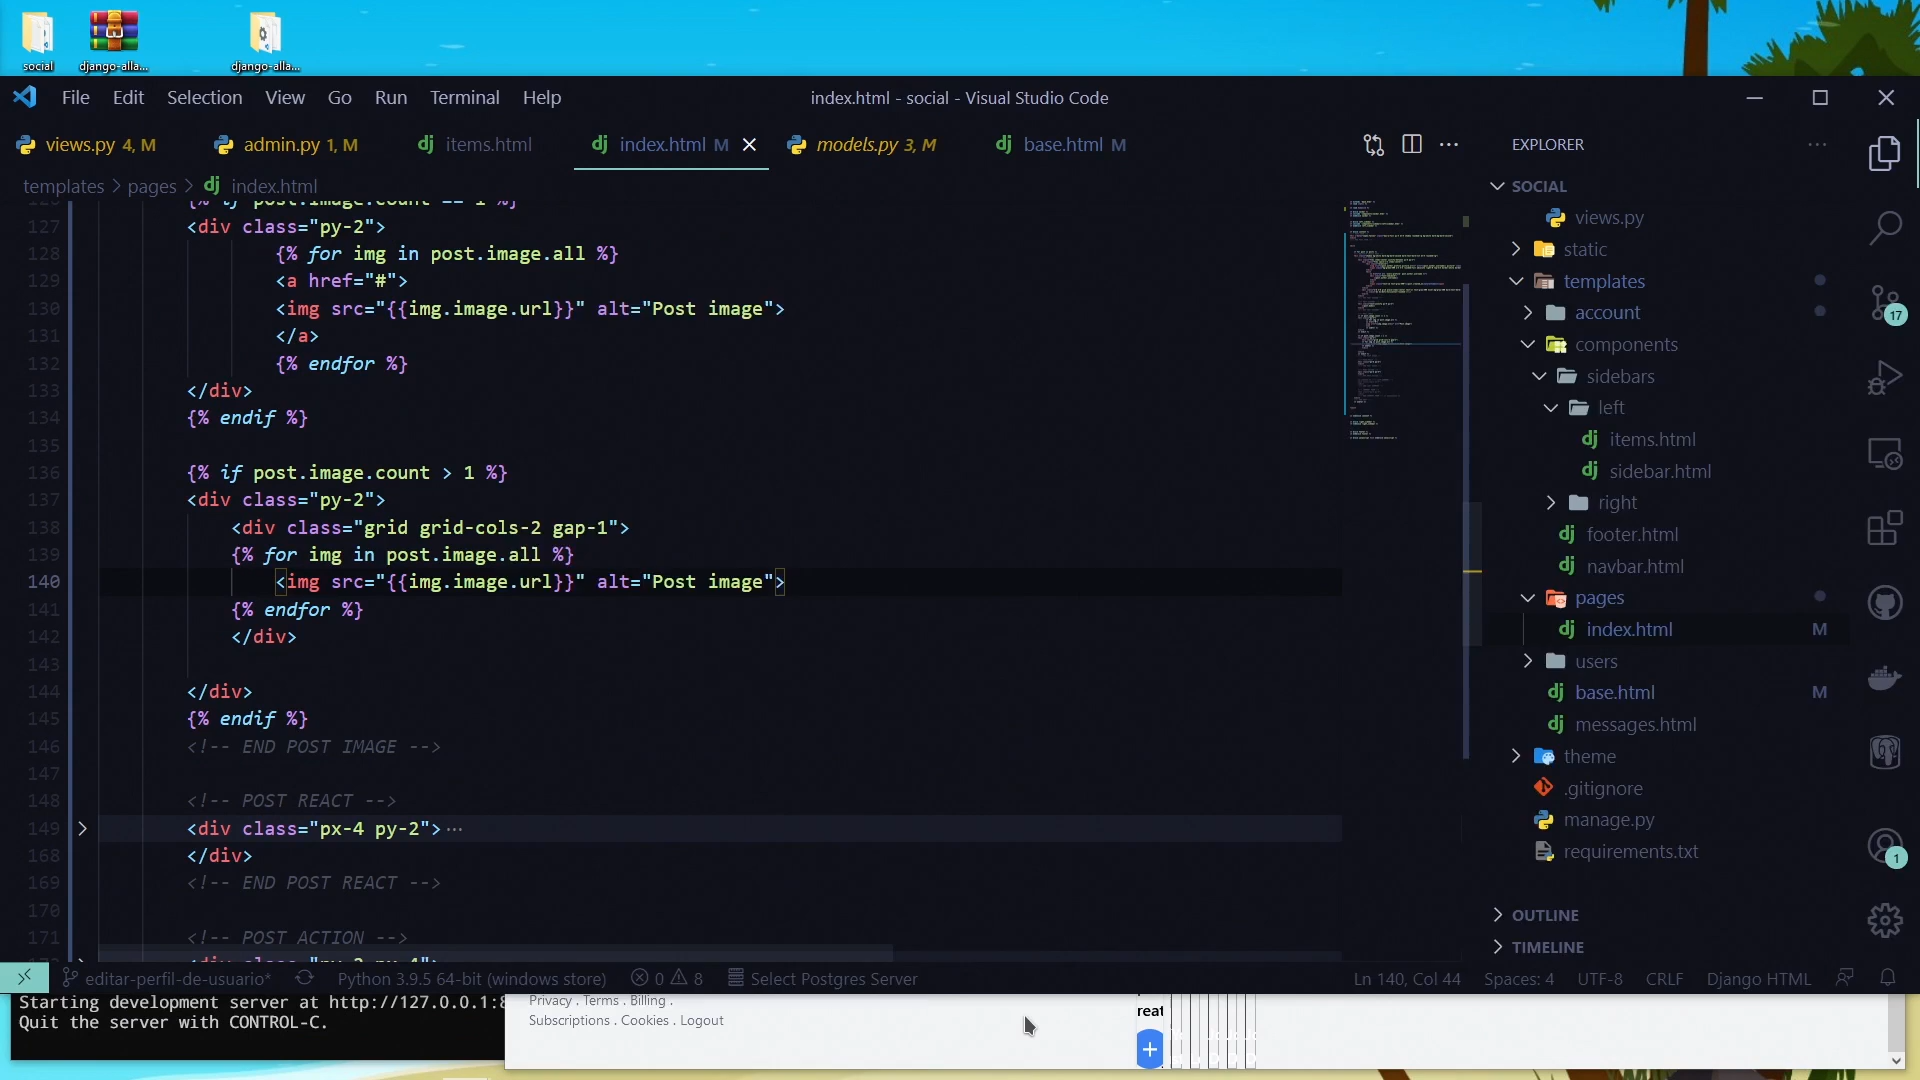 social
django-alla...
django-alla...
File Edit Selection View Go Run Terminal Help
index.html - social - Visual Studio Code
views.py 4, M
admin.py 1, M
items.html
index.html M
models.py 3, M
base.html M
templates > pages > index.html
126 {% if post.image.count == 1 %}
127 <div class="py-2">
128 {% for img in post.image.all %}
129 <a href="#">
130 <img src="{{img.image.url}}" alt="Post image">
131 </a>
132 {% endfor %}
133 </div>
134 {% endif %}
135
136 {% if post.image.count > 1 %}
137 <div class="py-2">
138 <div class="grid grid-cols-2 gap-1">
139 {% for img in post.image.all %}
140 <img src="{{img.image.url}}" alt="Post image">
141 {% endfor %}
142 </div>
143
144 </div>
145 {% endif %}
146 <!-- END POST IMAGE -->
147
148 <!-- POST REACT -->
149 <div class="px-4 py-2">...
168 </div>
169 <!-- END POST REACT -->
170
171 <!-- POST ACTION -->
EXPLORER
SOCIAL
views.py
static
templates
account
components
sidebars
left
items.html
sidebar.html
right
footer.html
navbar.html
pages
index.html M
users
base.html M
messages.html
theme
.gitignore
manage.py
requirements.txt
OUTLINE
TIMELINE
17
1
editar-perfil-de-usuario*
Python 3.9.5 64-bit (windows store)
0 8
Select Postgres Server
Ln 140, Col 44
Spaces: 4
UTF-8
CRLF
Django HTML
Starting development server at http://127.0.0.1:8
Quit the server with CONTROL-C.
Privacy . Terms . Billing .
Subscriptions . Cookies . Logout
reat
+